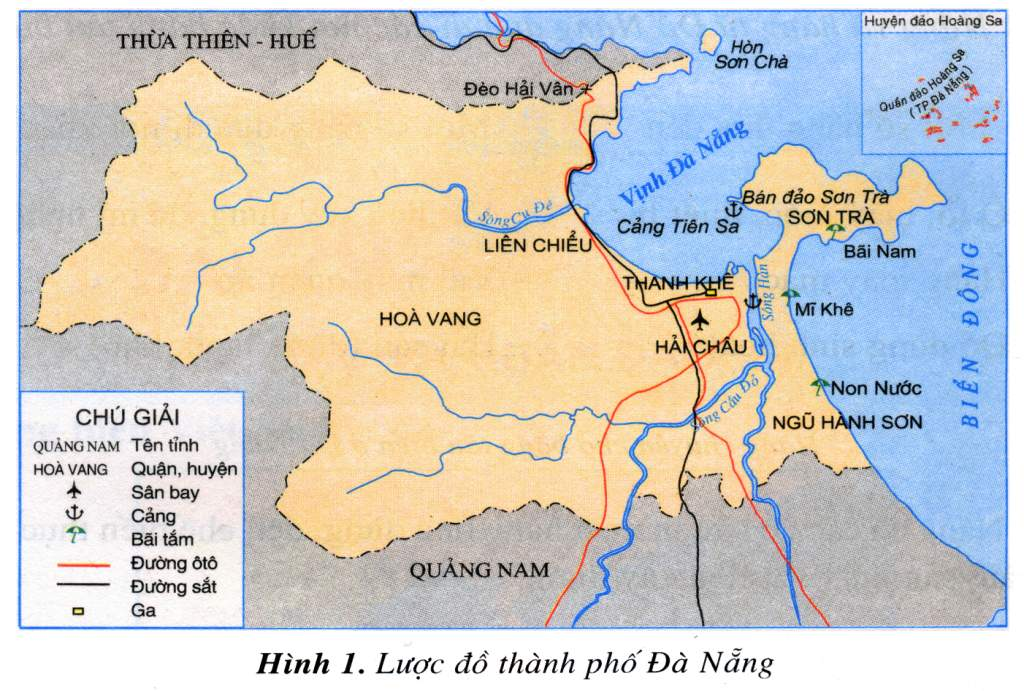 THỪA THIÊN - HUẾ
Hòn
Sơn Chà
Huyện đảo Hoàng Sa
Quần đảo Hoàng Sa
(TP Đà Nẵng)
Đèo Hải Vân
Vịnh Đà Nẵng
Bán đảo Sơn Trà
SƠN TRÀ
Sông Cu Đê
Cảng Tiên Sa
LIÊN CHIỂU
Bãi Nam
THANH KHÊ
Sông Hàn
Mĩ Khê
HOÀ VANG
HẢI CHÂU
BIỂN ĐÔNG
Non Nước
Sông Cầu Đỏ
NGŨ HÀNH SƠN
QUẢNG NAM
CHÚ GIẢI
QUẢNG NAM Tên tỉnh
HOÀ VANG Quận, huyện
Sân bay
Cảng
Bãi tắm
Đường ôtô
Đường sắt
Ga
Hình 1. Lược đồ thành phố Đà Nẵng